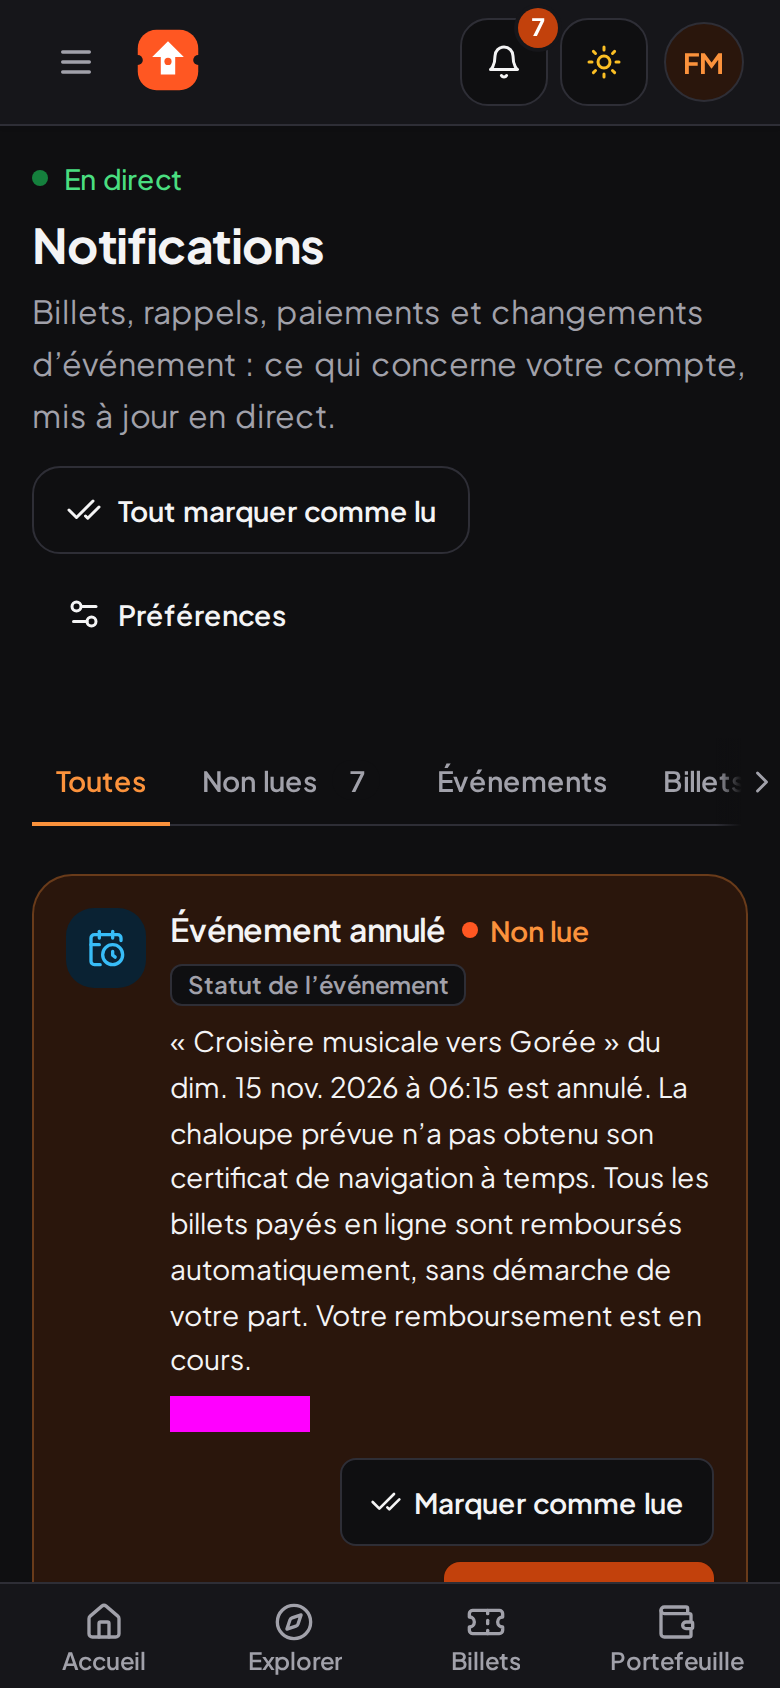 7
FM
En direct
Notifications
Billets, rappels, paiements et changements
d’événement : ce qui concerne votre compte,
mis à jour en direct.
Tout marquer comme lu
Préférences
Toutes Non lues 7 Événements Billets
Événement annulé Non lue
Statut de l’événement
« Croisière musicale vers Gorée » du
dim. 15 nov. 2026 à 06:15 est annulé. La
chaloupe prévue n’a pas obtenu son
certificat de navigation à temps. Tous les
billets payés en ligne sont remboursés
automatiquement, sans démarche de
votre part. Votre remboursement est en
cours.
Marquer comme lue
Accueil Explorer Billets Portefeuille